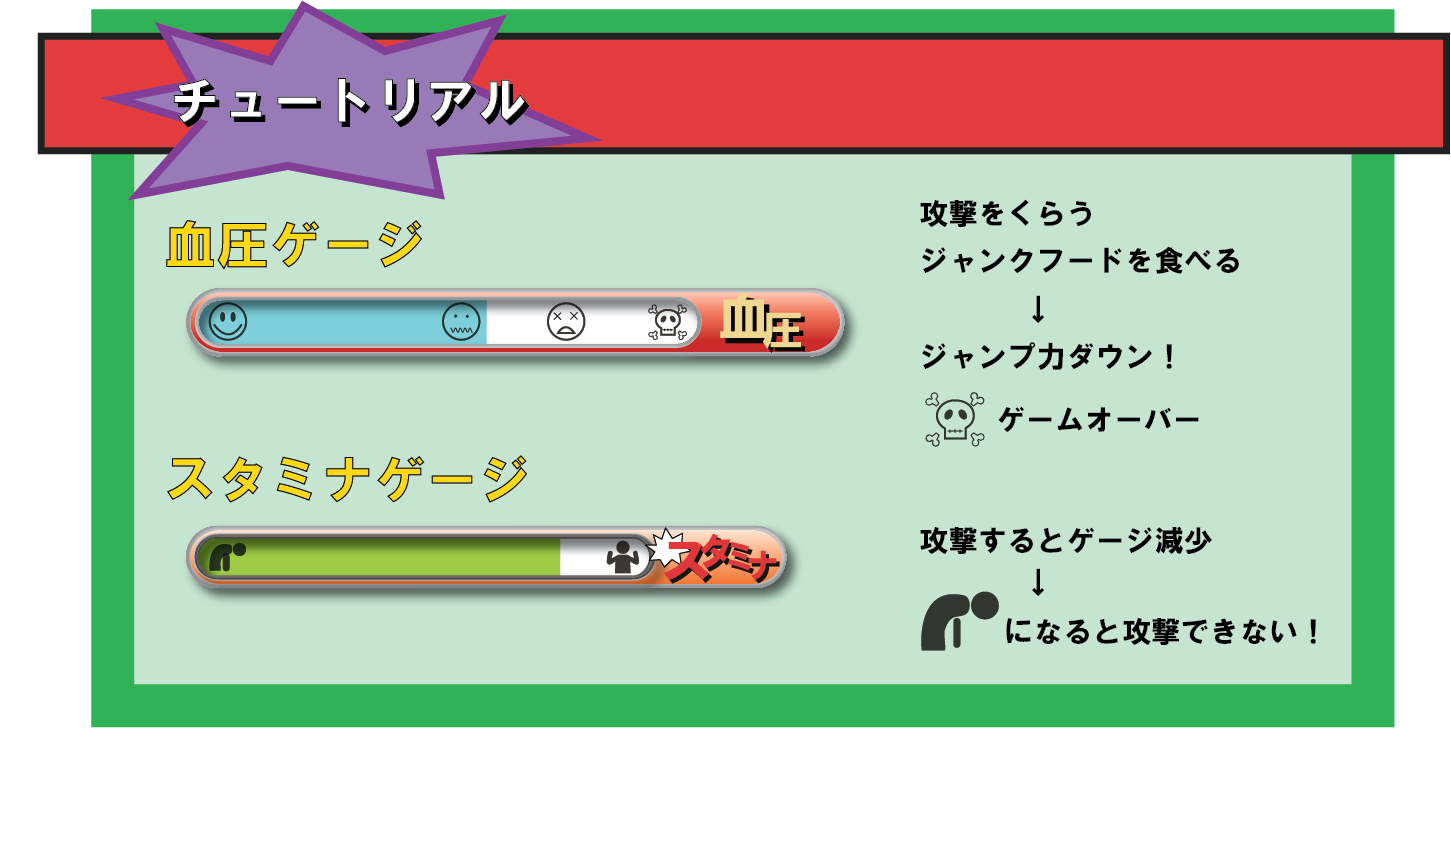 チュートリアル
血圧ゲージ
血圧
攻撃をくらう
ジャンクフードを食べる
↓
ジャンプ力ダウン！
ゲームオーバー
スタミナゲージ
スタミナ
攻撃するとゲージ減少
↓
になると攻撃できない！